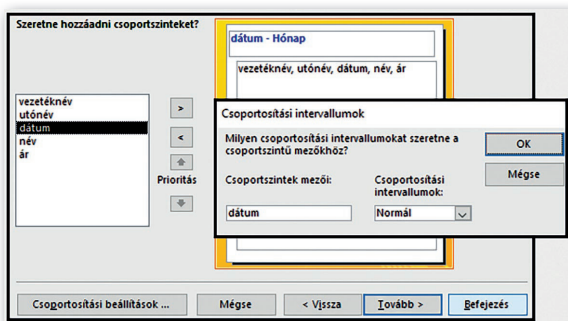 Szeretne hozzáadni csoportszinteket?
dátum - Hónap
vezetéknév, utónév, dátum, név, ár
vezetéknév
utónév
dátum
név
ár
>
<
Prioritás
Csoportosítási intervallumok
Milyen csoportosítási intervallumokat szeretne a
csoportszintű mezőkhöz?
OK
Mégse
Csoportszintek mezői:
Csoportosítási
intervallumok:
dátum
Normál
Csoportosítási beállítások ...
Mégse
< Vissza
Tovább >
Befejezés